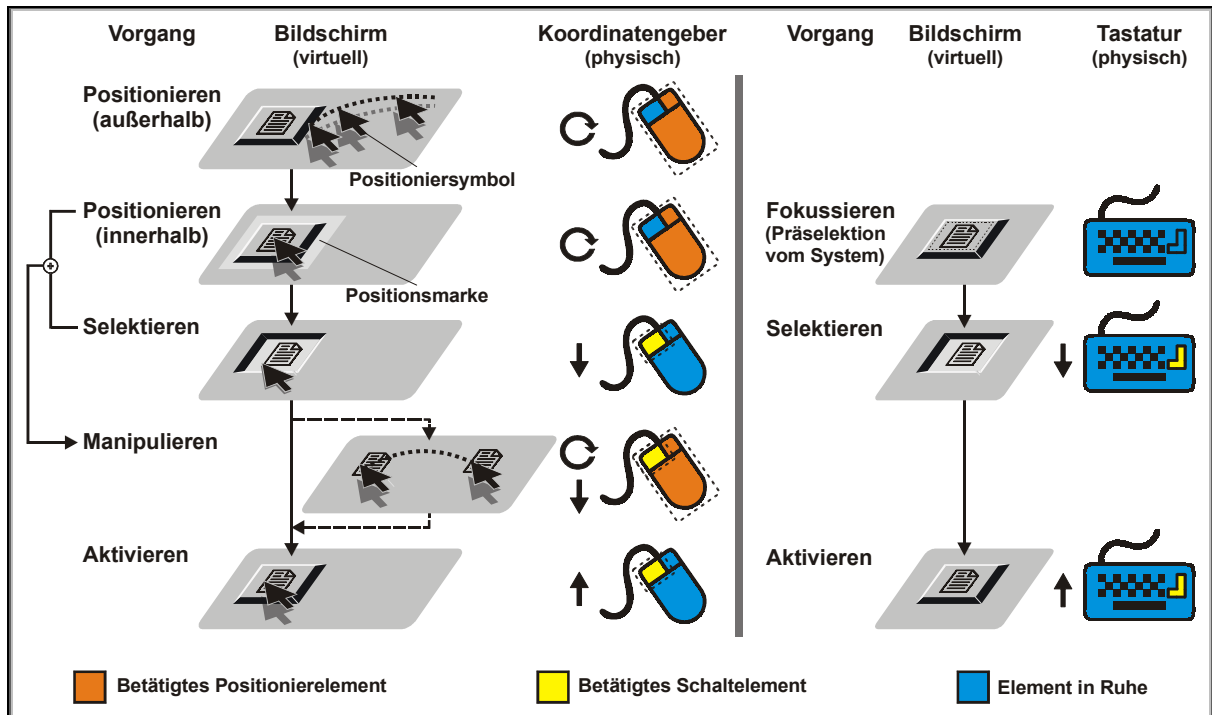 Vorgang
Bildschirm
(virtuell)
Koordinatengeber
(physisch)
Positionieren
(außerhalb)
Positioniersymbol
Positionieren
(innerhalb)
Positionsmarke
+
Selektieren
Manipulieren
Aktivieren
Vorgang
Bildschirm
(virtuell)
Tastatur
(physisch)
Fokussieren
(Präselektion
vom System)
Selektieren
Aktivieren
Betätigtes Positionierelement
Betätigtes Schaltelement
Element in Ruhe